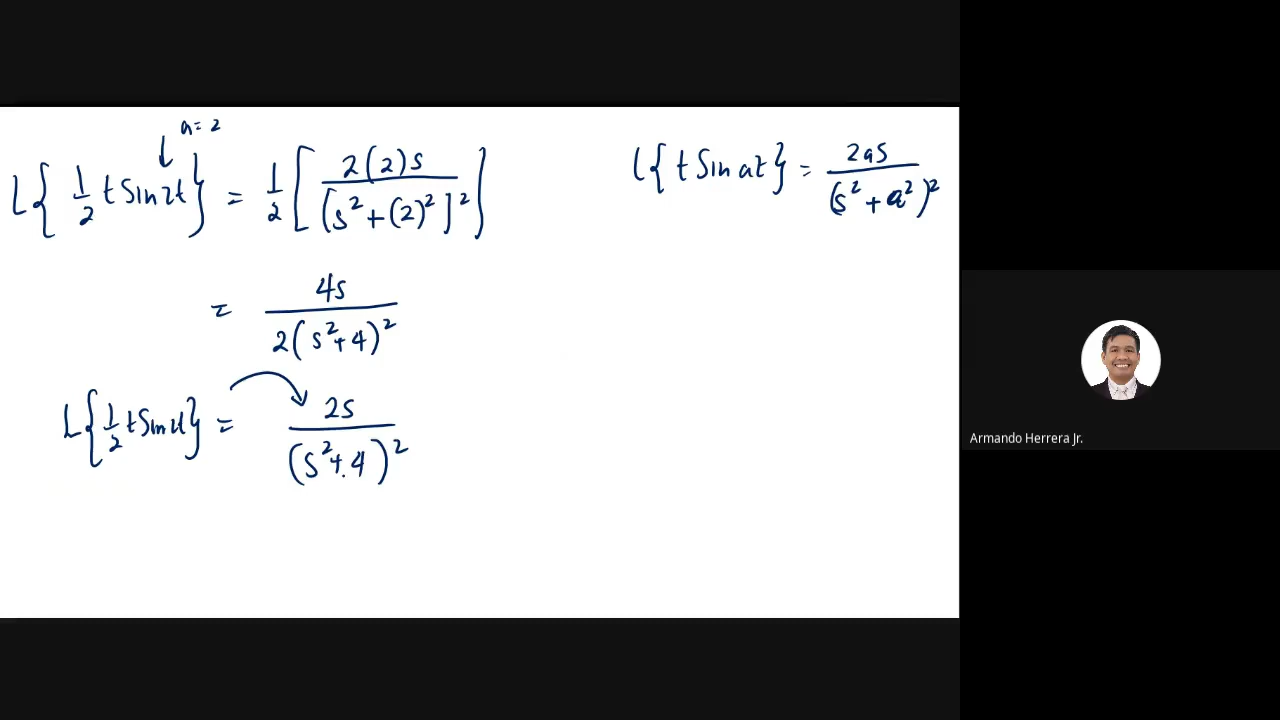 a = 2
L{ 1/2 t Sin 2t } = 1/2 [ 2(2)s / [s² + (2)²]² ]
L{ t Sin at } = 2as / (s² + a²)²
= 4s / 2(s² + 4)²
L{ 1/2 t Sin 2t } = 2s / (s² + 4)²
Armando Herrera Jr.